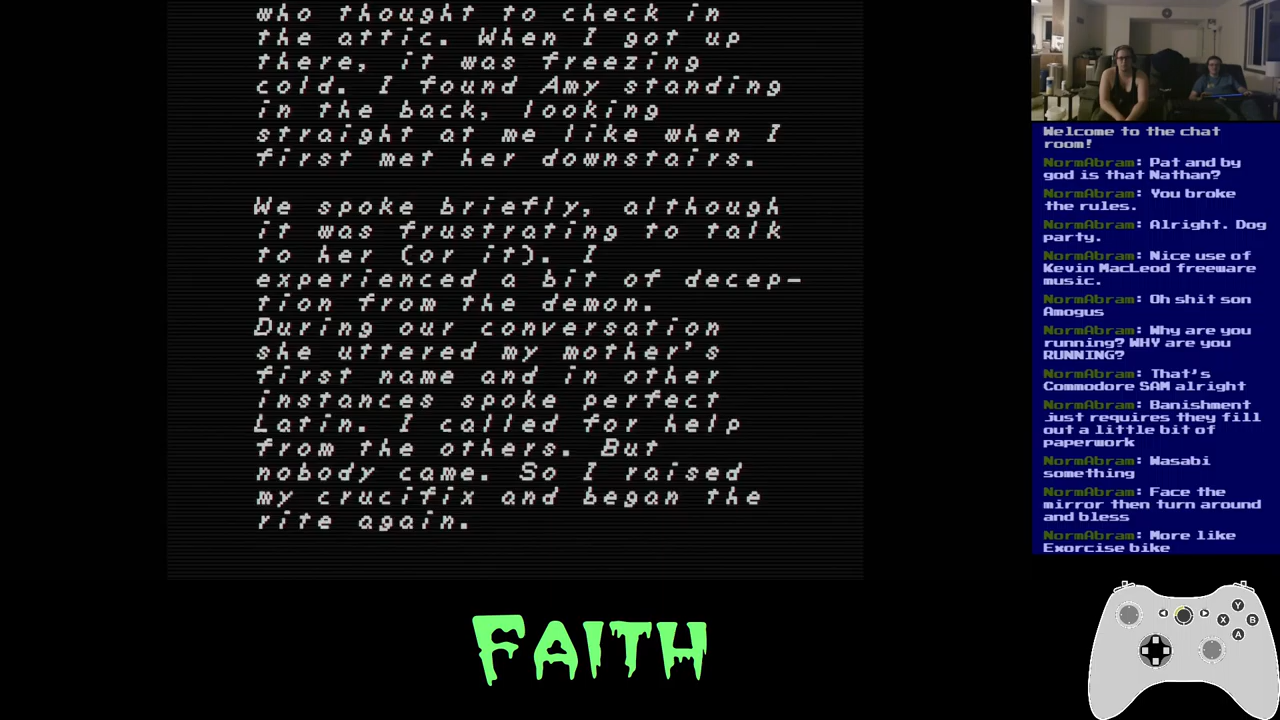 who thought to check in
the attic. When I got up
there, it was freezing
cold. I found Amy standing
in the back, looking
straight at me like when I
first met her downstairs.
We spoke briefly, although
it was frustrating to talk
to her (or it). I
experienced a bit of decep-
tion from the demon.
During our conversation
she uttered my mother's
first name and in other
instances spoke perfect
Latin. I called for help
from the others. But
nobody came. So I raised
my crucifix and began the
rite again.
FAITH
Welcome to the chat
room!
NormAbram: Pat and by
god is that Nathan?
NormAbram: You broke
the rules.
NormAbram: Alright. Dog
party.
NormAbram: Nice use of
Kevin MacLeod freeware
music.
NormAbram: Oh shit son
Amogus
NormAbram: Why are you
running? WHY are you
RUNNING?
NormAbram: That's
Commodore SAM alright
NormAbram: Banishment
just requires they fill
out a little bit of
paperwork
NormAbram: Wasabi
something
NormAbram: Face the
mirror then turn around
and bless
NormAbram: More like
Exorcise bike
Y
X
B
A